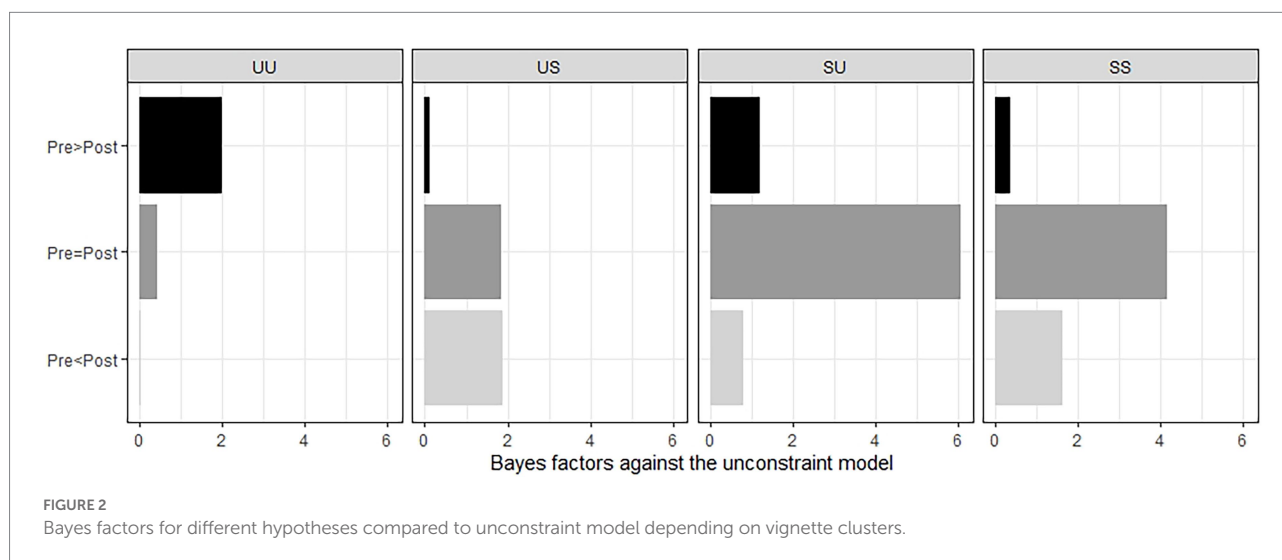 UU US SU SS
Pre>Post
Pre=Post
Pre<Post
0 2 4 6 0 2 4 6 0 2 4 6 0 2 4 6
Bayes factors against the unconstraint model
FIGURE 2
Bayes factors for different hypotheses compared to unconstraint model depending on vignette clusters.